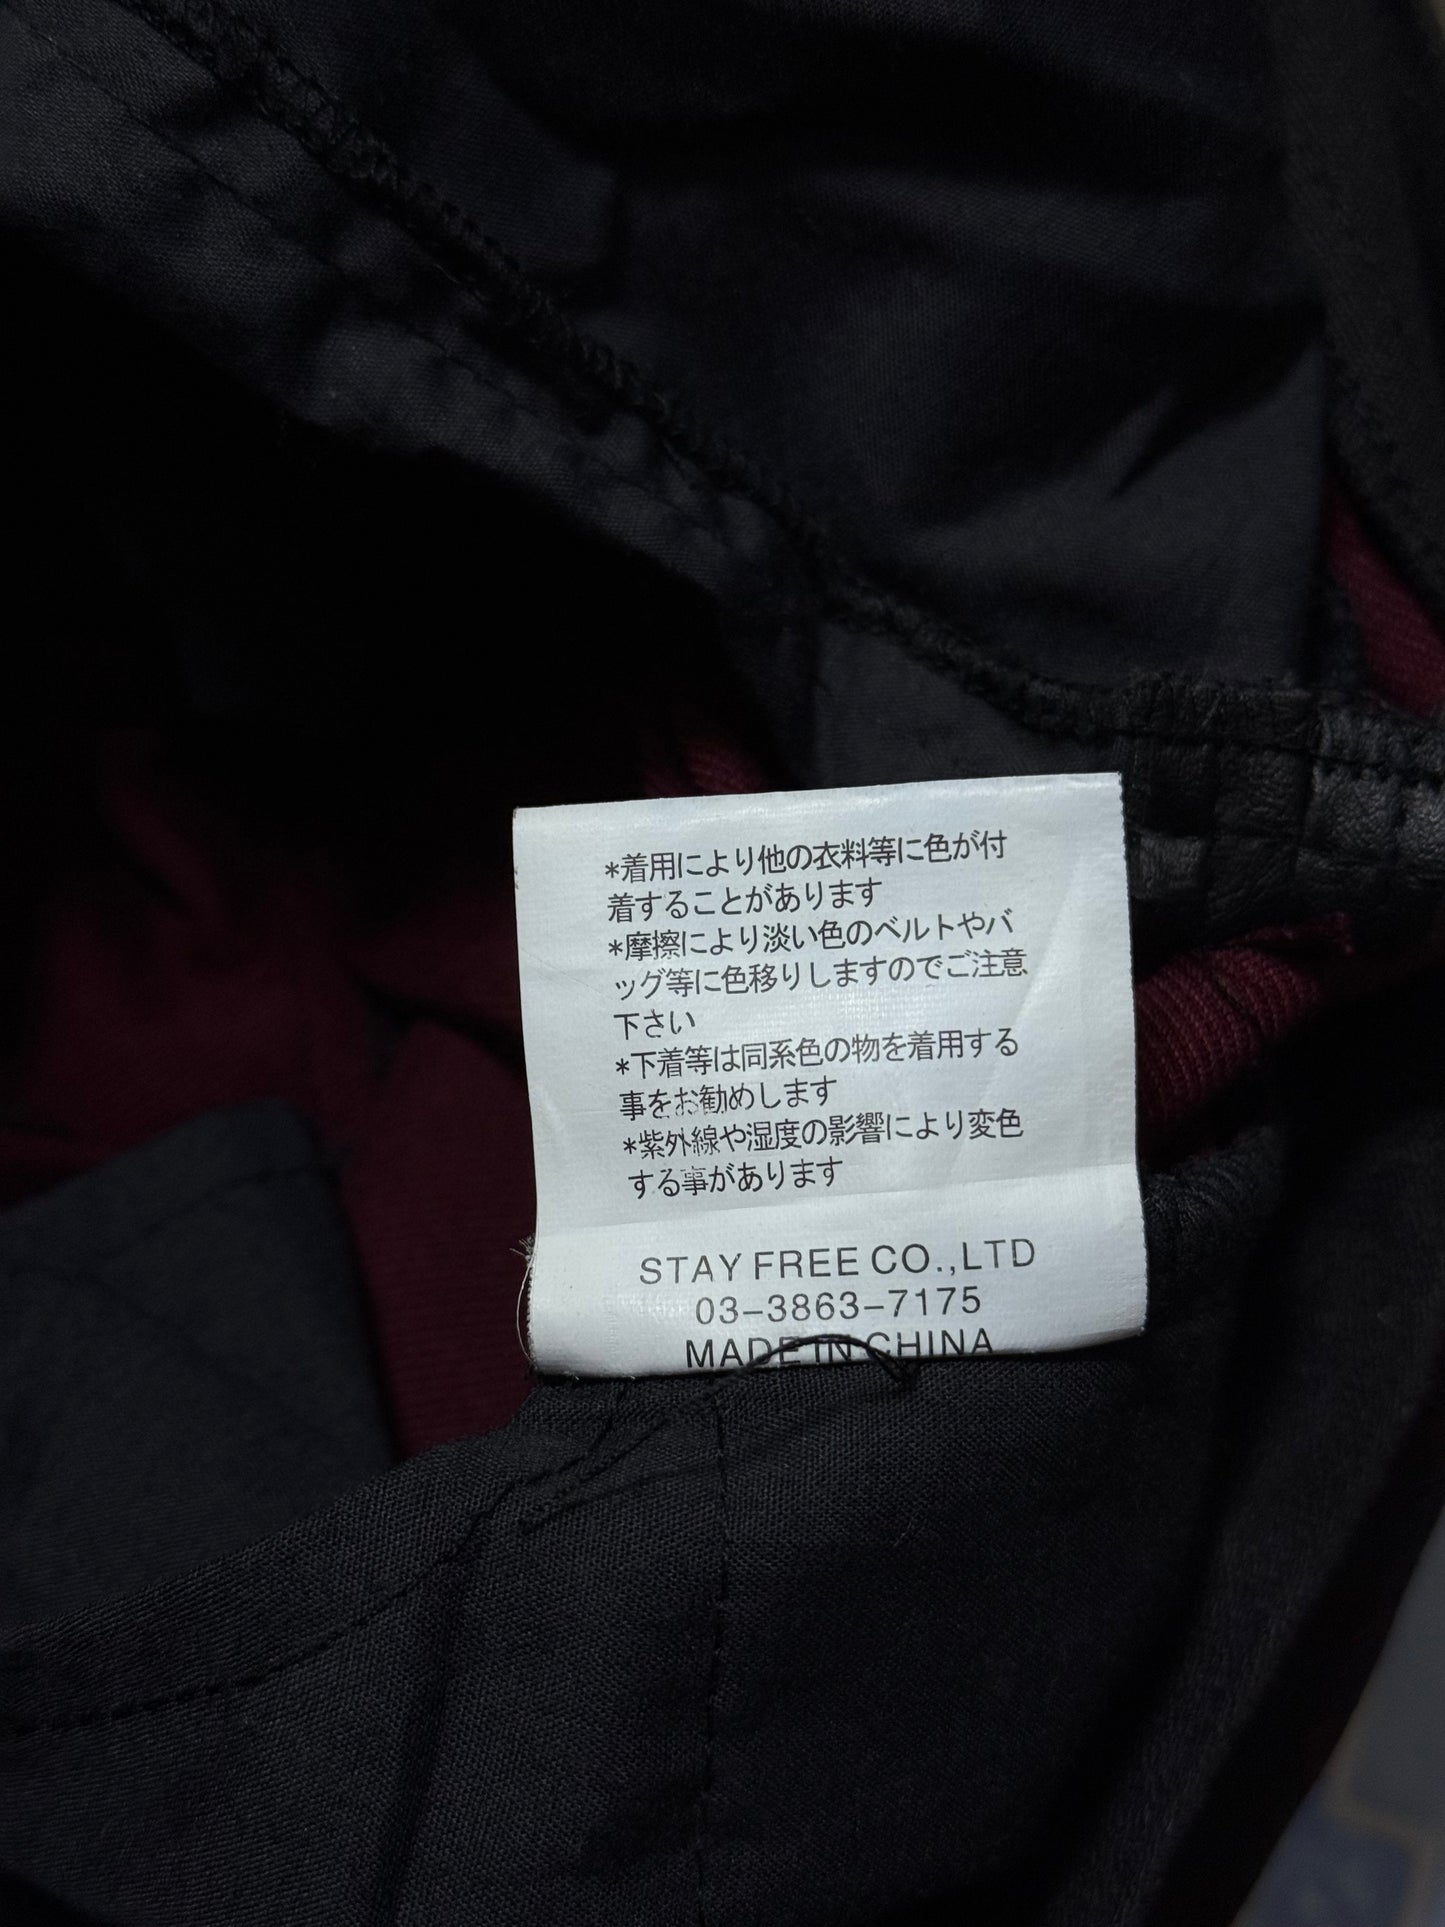 *着用により他の衣料等に色が付
着することがあります
*摩擦により淡い色のベルトやバ
ッグ等に色移りしますのでご注意
下さい
*下着等は同系色の物を着用する
事をお勧めします
*紫外線や湿度の影響により変色
する事があります
STAY FREE CO.,LTD
03-3863-7175
MADE IN CHINA